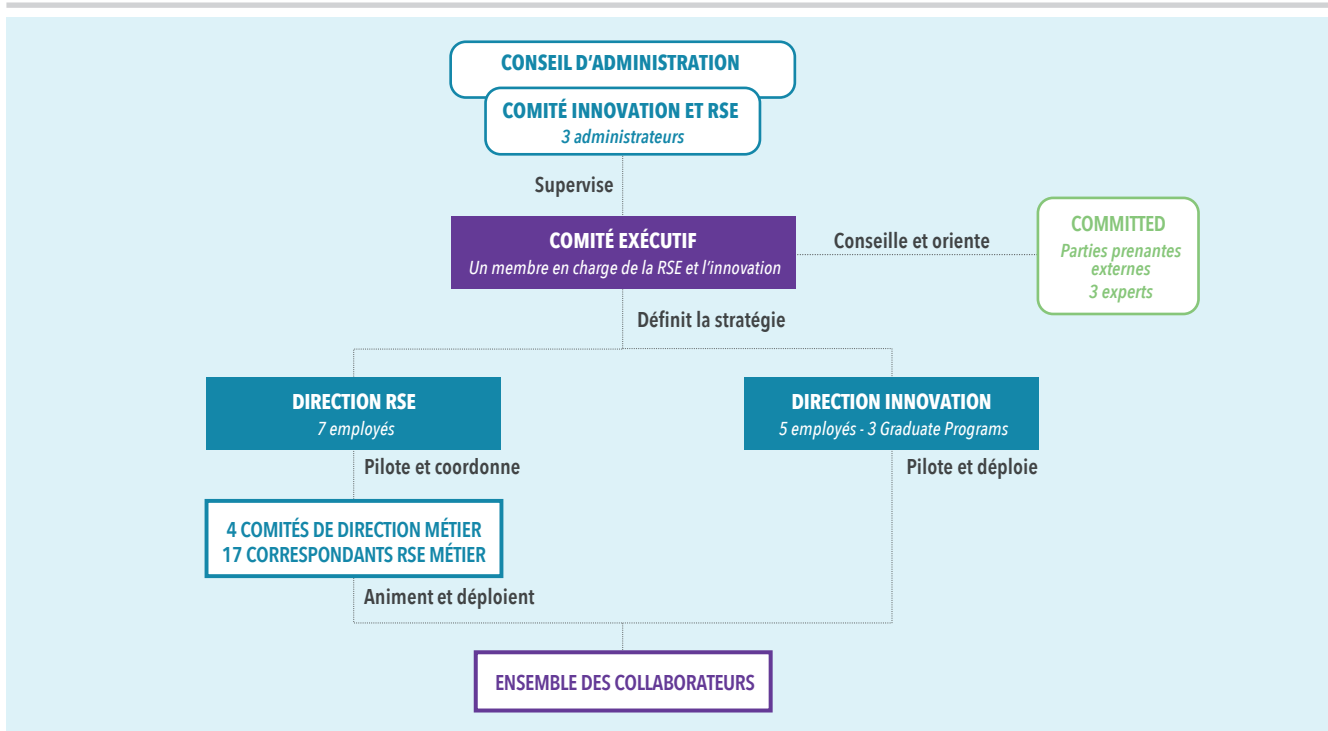 CONSEIL D'ADMINISTRATION
COMITÉ INNOVATION ET RSE
3 administrateurs
Supervise
COMITÉ EXÉCUTIF
Un membre en charge de la RSE et l'innovation
Conseille et oriente
COMMITTED
Parties prenantes
externes
3 experts
Définit la stratégie
DIRECTION RSE
7 employés
DIRECTION INNOVATION
5 employés - 3 Graduate Programs
Pilote et coordonne
Pilote et déploie
4 COMITÉS DE DIRECTION MÉTIER
17 CORRESPONDANTS RSE MÉTIER
Animent et déploient
ENSEMBLE DES COLLABORATEURS